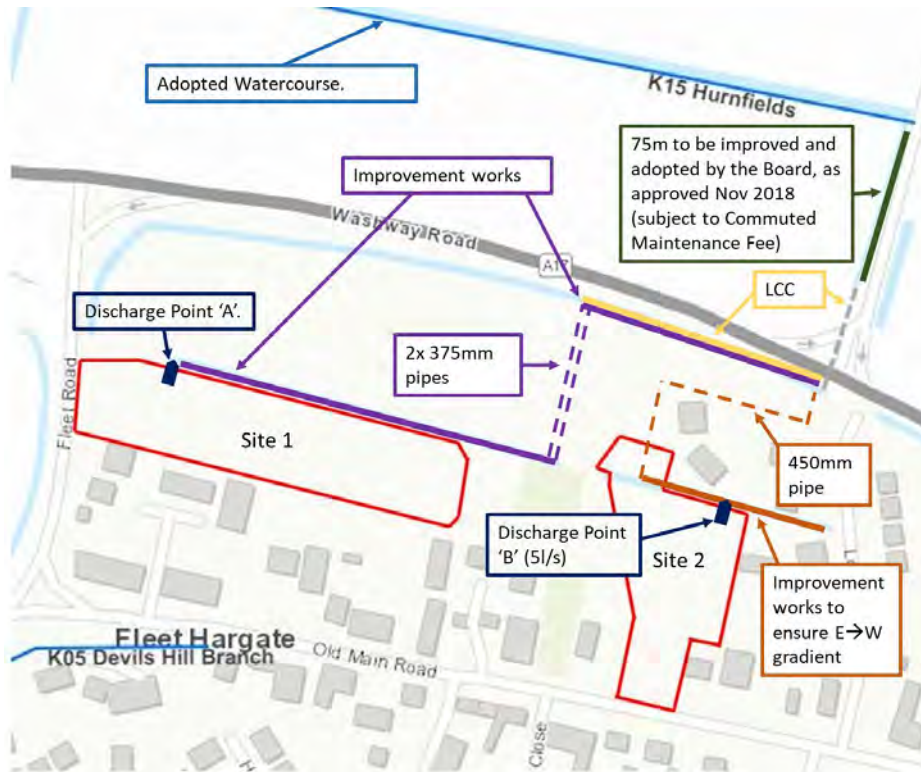 Adopted Watercourse.
K15 Hurnfields
75m to be improved and
adopted by the Board, as
approved Nov 2018
(subject to Commuted
Maintenance Fee)
Improvement works
Washway Road
A17
LCC
Discharge Point ‘A’.
2x 375mm
pipes
Fleet Road
Site 1
450mm
pipe
Discharge Point
‘B’ (5l/s)
Site 2
Improvement
works to
ensure E→W
gradient
Fleet Hargate
K05 Devils Hill Branch
Old Main Road
Close